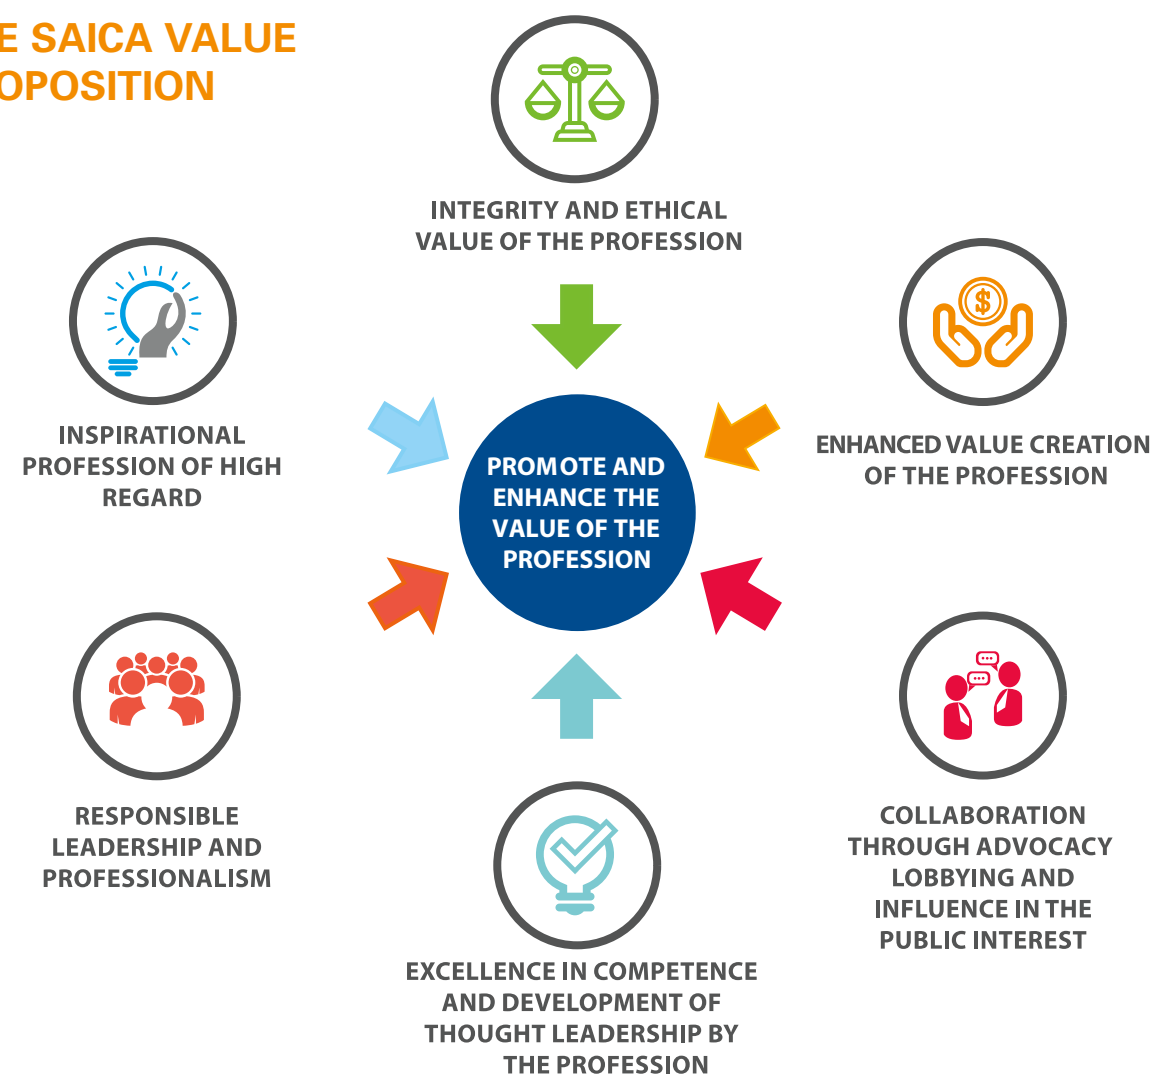 E SAICA VALUE
OPOSITION
INTEGRITY AND ETHICAL
VALUE OF THE PROFESSION
INSPIRATIONAL
PROFESSION OF HIGH
REGARD
$
ENHANCED VALUE CREATION
OF THE PROFESSION
PROMOTE AND
ENHANCE THE
VALUE OF THE
PROFESSION
RESPONSIBLE
LEADERSHIP AND
PROFESSIONALISM
COLLABORATION
THROUGH ADVOCACY
LOBBYING AND
INFLUENCE IN THE
PUBLIC INTEREST
EXCELLENCE IN COMPETENCE
AND DEVELOPMENT OF
THOUGHT LEADERSHIP BY
THE PROFESSION